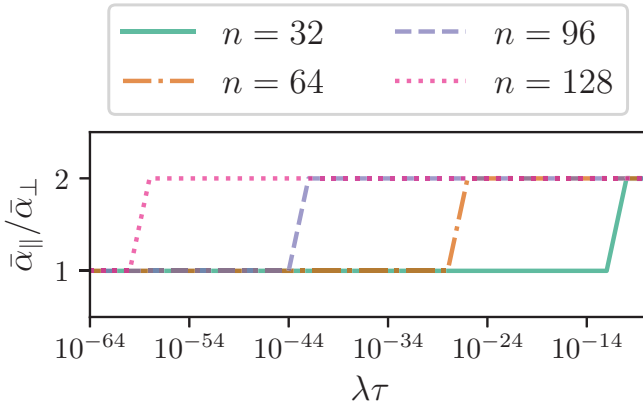 n = 32
n = 96
n = 64
n = 128
ᾱ∥/ᾱ⊥
2
1
10⁻⁶⁴ 10⁻⁵⁴ 10⁻⁴⁴ 10⁻³⁴ 10⁻²⁴ 10⁻¹⁴
λτ